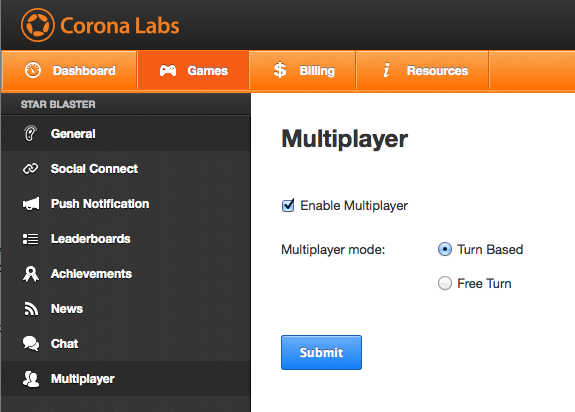 Corona Labs
Dashboard
Games
$ Billing
i Resources
STAR BLASTER
General
Social Connect
Push Notification
Leaderboards
Achievements
News
Chat
Multiplayer
Multiplayer
Enable Multiplayer
Multiplayer mode: Turn Based
Free Turn
Submit